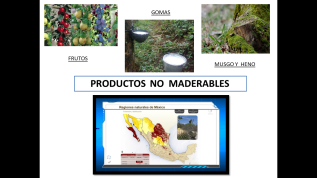 GOMAS
FRUTOS
MUSGO Y HENO
PRODUCTOS NO MADERABLES
Regiones naturales de México.